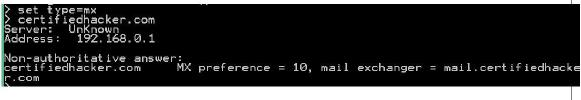 > set type=mx
> certifiedhacker.com
Server:  UnKnown
Address:  192.168.0.1

Non-authoritative answer:
certifiedhacker.com     MX preference = 10, mail exchanger = mail.certifiedhacke
r.com